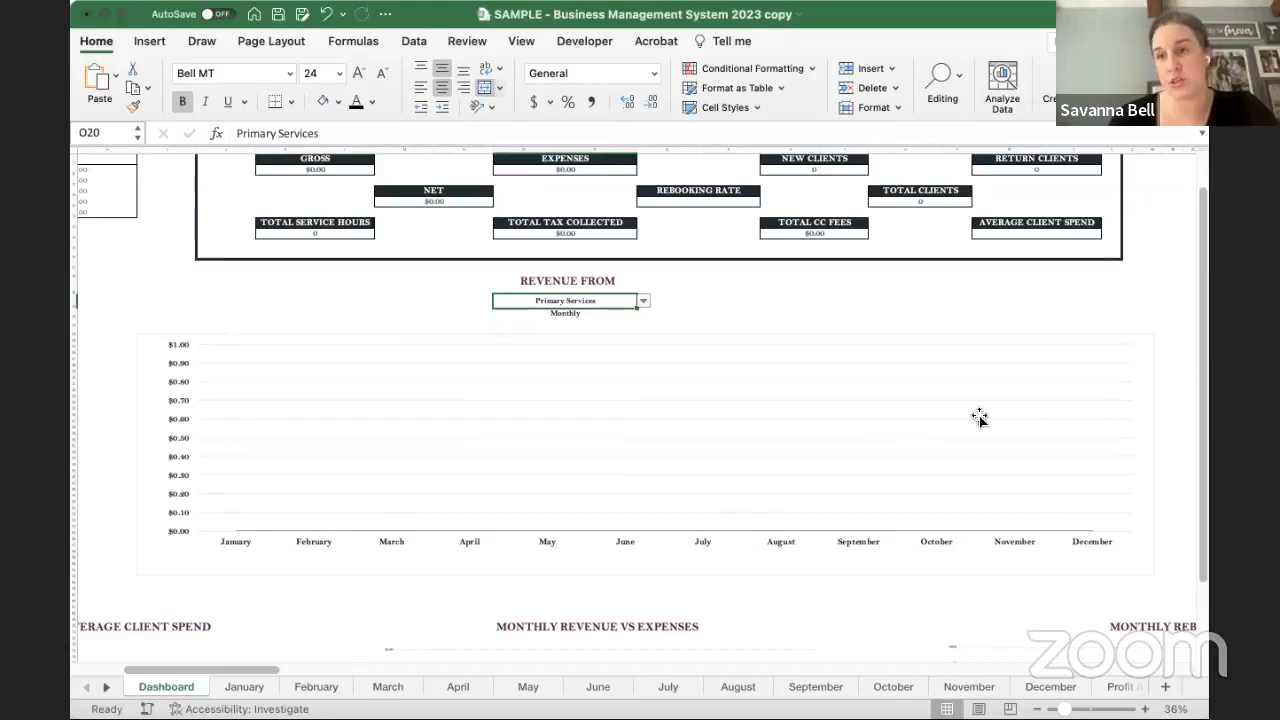 AutoSave OFF SAMPLE - Business Management System 2023 copy
Home Insert Draw Page Layout Formulas Data Review View Developer Acrobat Tell me
Paste Bell MT 24 General Conditional Formatting Insert
B I U Format as Table Delete Editing Analyze Data
$ % Cell Styles Format
forever
Savanna Bell
O20 fx Primary Services
GROSS EXPENSES NEW CLIENTS RETURN CLIENTS
$0.00 $0.00 0 0
NET REBOOKING RATE TOTAL CLIENTS
$0.00 0
TOTAL SERVICE HOURS TOTAL TAX COLLECTED TOTAL CC FEES AVERAGE CLIENT SPEND
0 $0.00 $0.00
REVENUE FROM
Primary Services
Monthly
$1.00
$0.90
$0.80
$0.70
$0.60
$0.50
$0.40
$0.30
$0.20
$0.10
$0.00
January February March April May June July August September October November December
ERAGE CLIENT SPEND MONTHLY REVENUE VS EXPENSES MONTHLY REB
zoom
Dashboard January February March April May June July August September October November December Profit &
Ready Accessibility: Investigate 36%